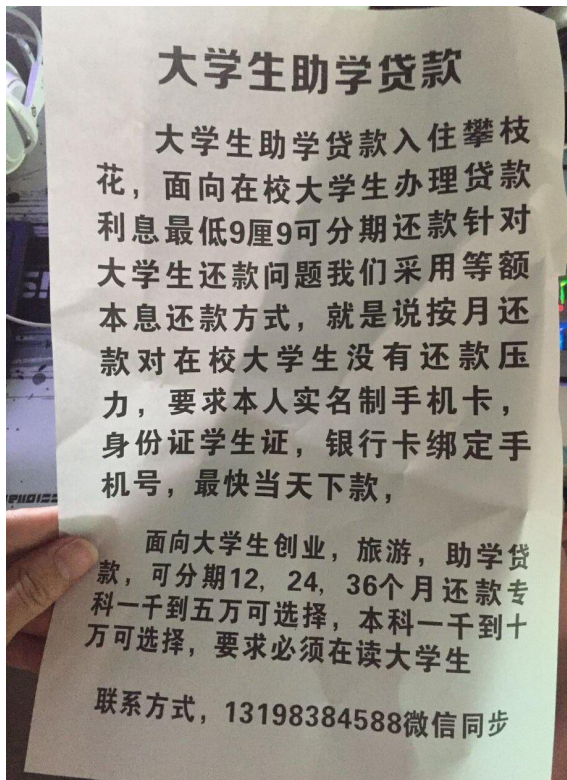 大学生助学贷款
大学生助学贷款入住攀枝
花，面向在校大学生办理贷款
利息最低9厘9可分期还款针对
大学生还款问题我们采用等额
本息还款方式，就是说按月还
款对在校大学生没有还款压
力，要求本人实名制手机卡，
身份证学生证，银行卡绑定手
机号，最快当天下款，
面向大学生创业，旅游，助学贷
款，可分期12，24，36个月还款专
科一千到五万可选择，本科一千到十
万可选择，要求必须在读大学生
联系方式，13198384588微信同步